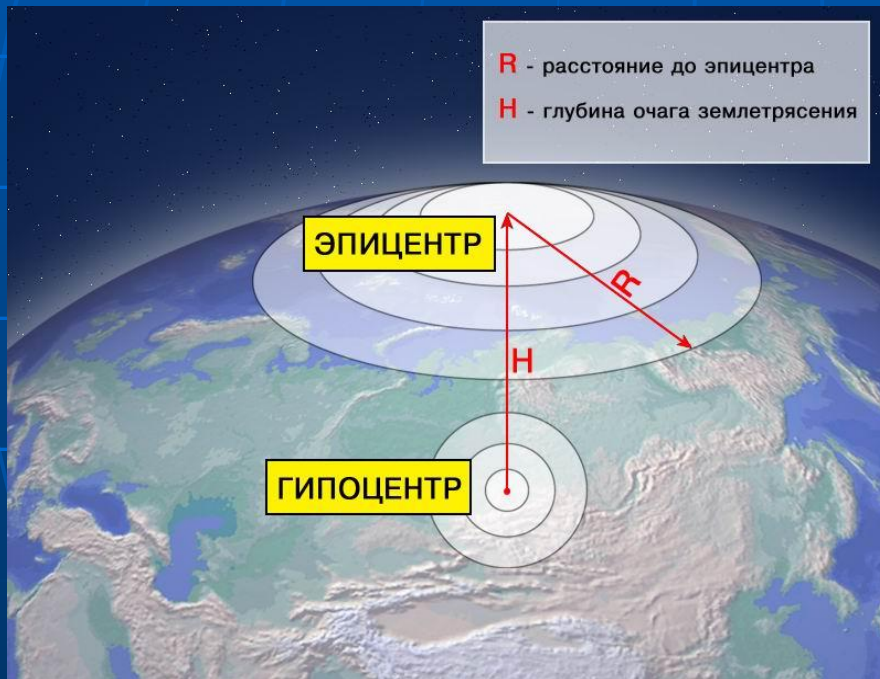 R - расстояние до эпицентра
H - глубина очага землетрясения
ЭПИЦЕНТР
R
H
ГИПОЦЕНТР